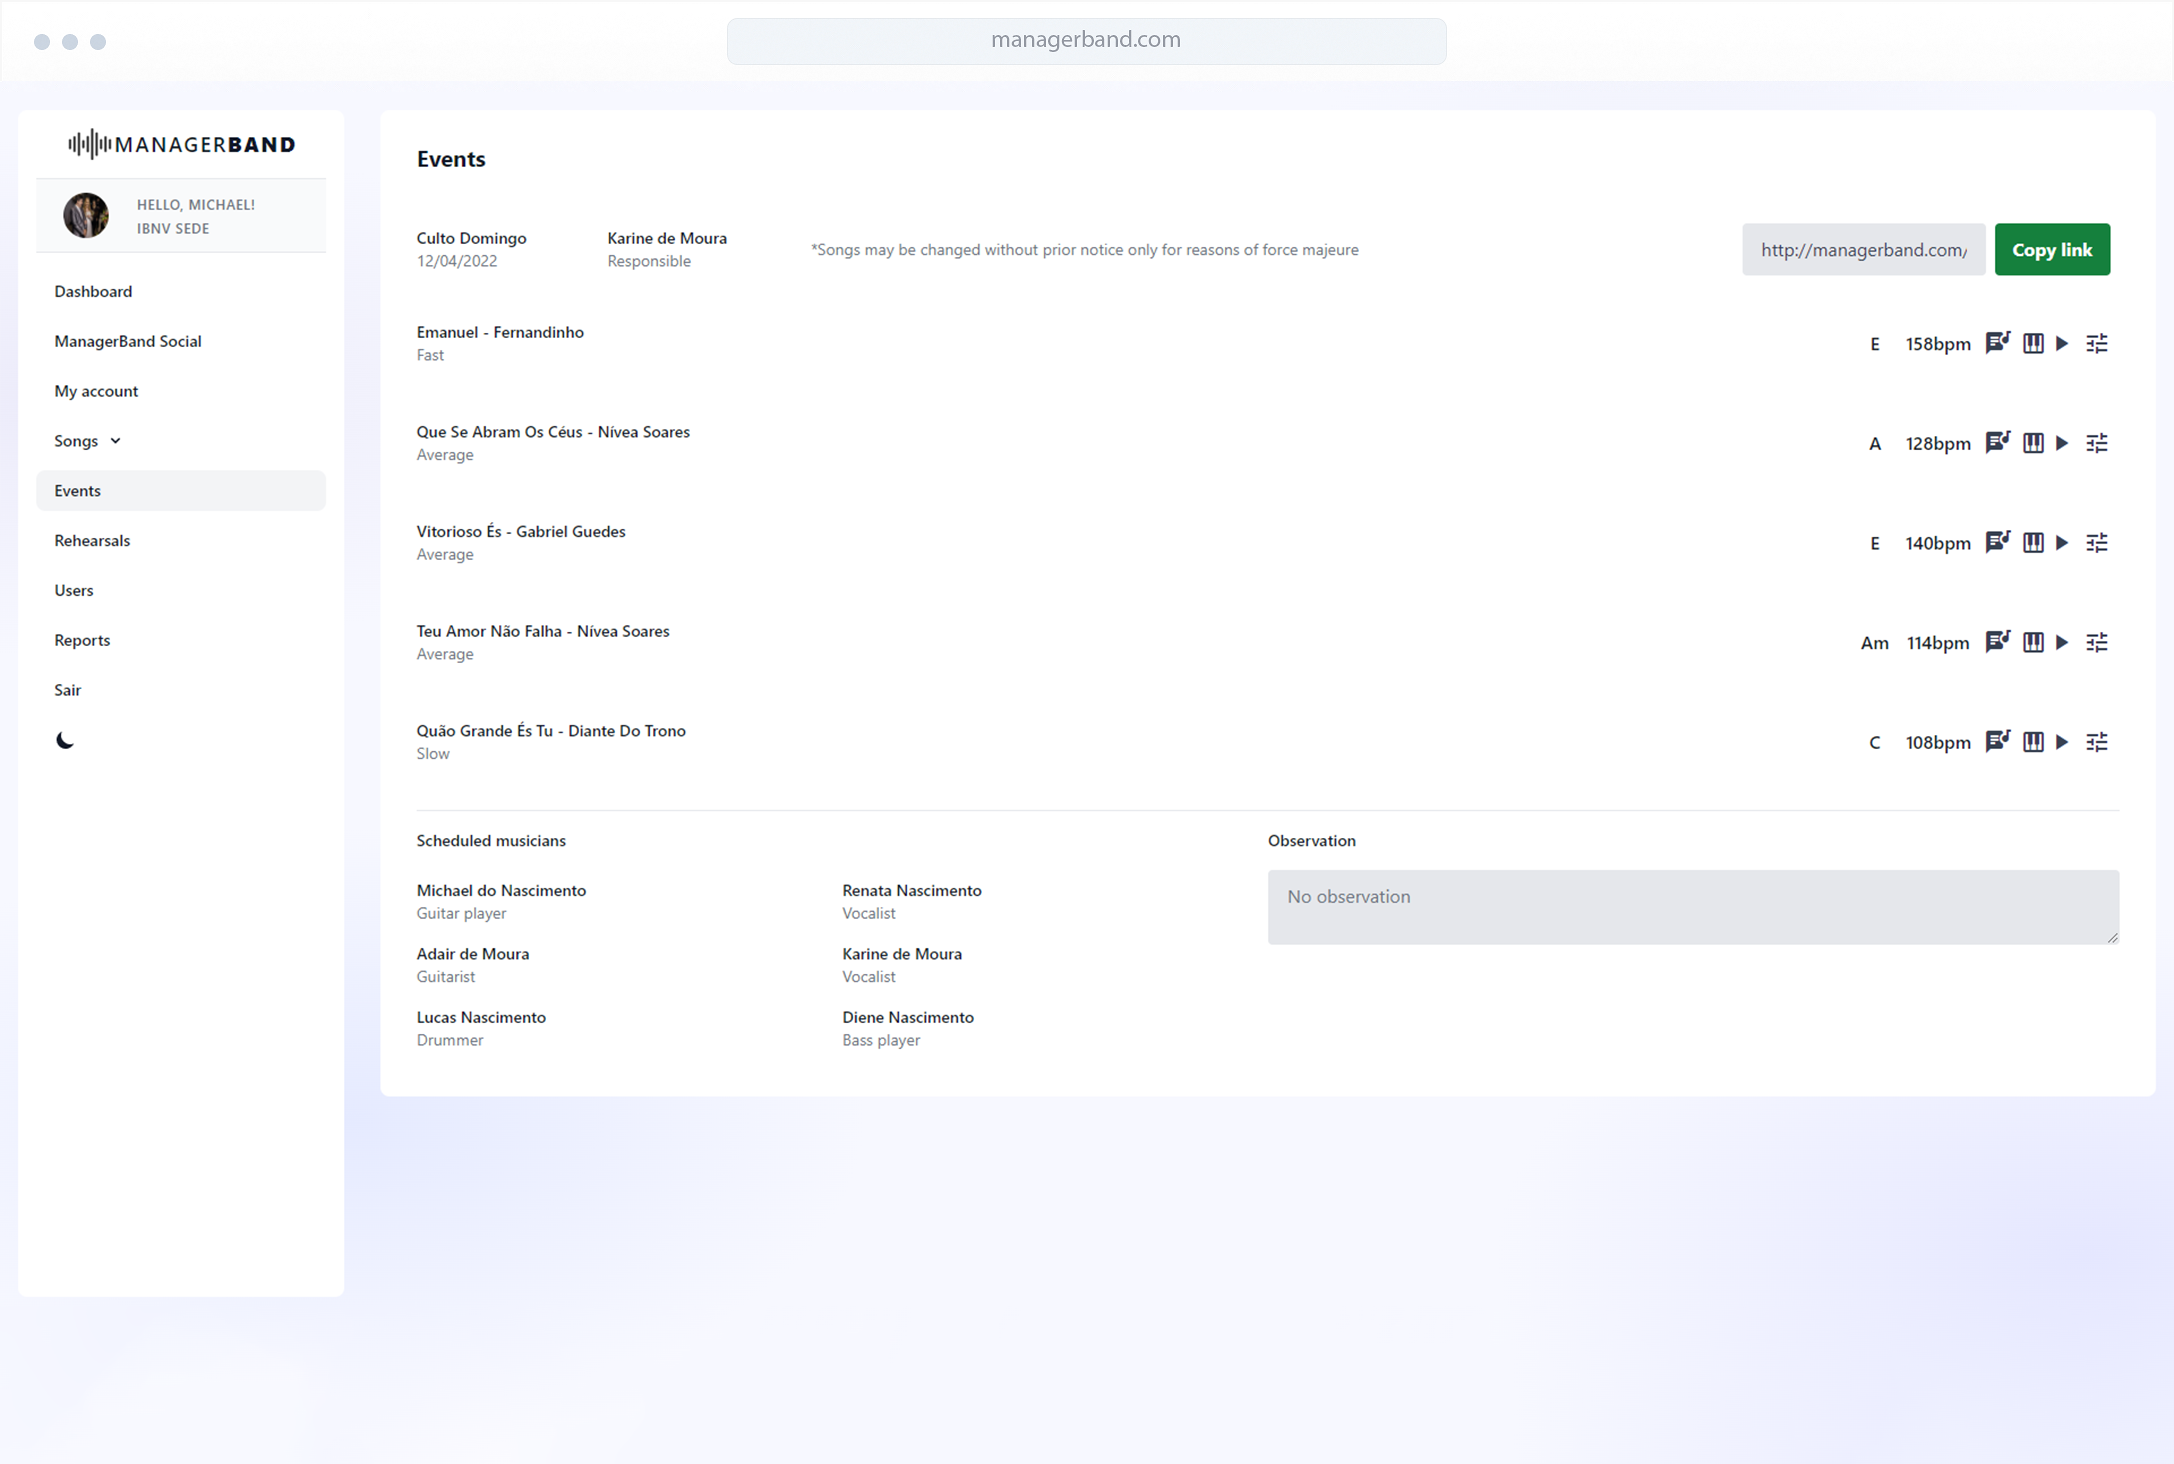 managerband.com
MANAGERBAND
HELLO, MICHAEL!
IBNV SEDE
Dashboard
ManagerBand Social
My account
Songs
Events
Rehearsals
Users
Reports
Sair
Events
Culto Domingo
12/04/2022
Karine de Moura
Responsible
*Songs may be changed without prior notice only for reasons of force majeure
http://managerband.com/
Copy link
Emanuel - Fernandinho
Fast
E 158bpm
Que Se Abram Os Céus - Nívea Soares
Average
A 128bpm
Vitorioso És - Gabriel Guedes
Average
E 140bpm
Teu Amor Não Falha - Nívea Soares
Average
Am 114bpm
Quão Grande És Tu - Diante Do Trono
Slow
C 108bpm
Scheduled musicians
Michael do Nascimento
Guitar player
Renata Nascimento
Vocalist
Adair de Moura
Guitarist
Karine de Moura
Vocalist
Lucas Nascimento
Drummer
Diene Nascimento
Bass player
Observation
No observation